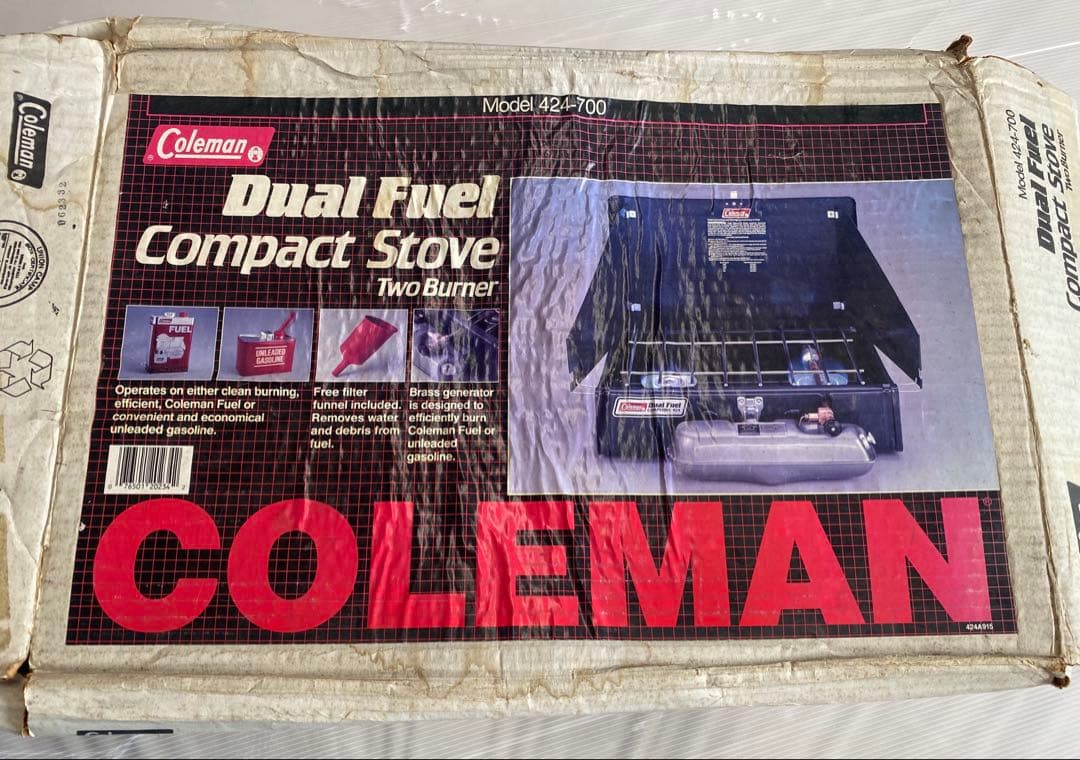 Model 424-700
Coleman
Dual Fuel
Compact Stove
Two Burner
FUEL
UNLEADED
GASOLINE
Operates on either clean burning,
efficient, Coleman Fuel or
convenient and economical
unleaded gasoline.
Free filter
funnel included.
Removes water
and debris from
fuel.
Brass generator
is designed to
efficiently burn
Coleman Fuel or
unleaded
gasoline.
Coleman
Coleman Dual Fuel
COLEMAN
424A915
Coleman
062332
Model 424-700
Dual Fuel
Compact Stove
Two Burner